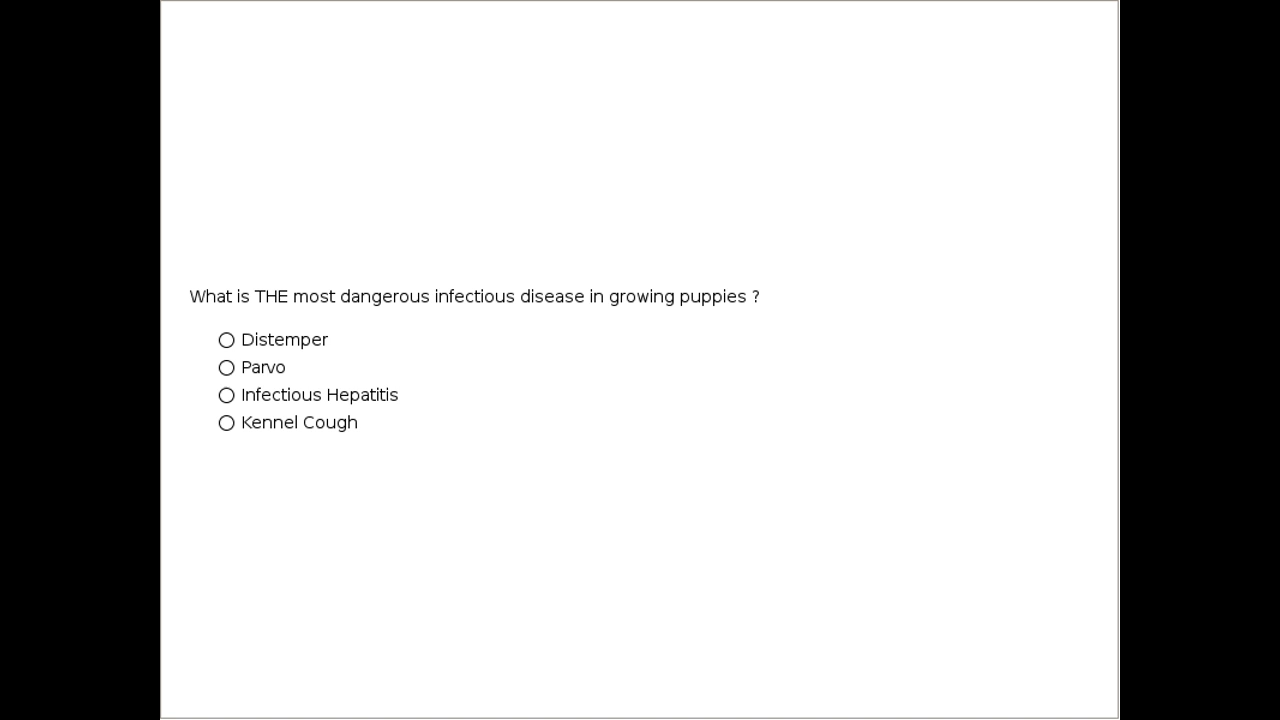 What is THE most dangerous infectious disease in growing puppies ?
Distemper
Parvo
Infectious Hepatitis
Kennel Cough